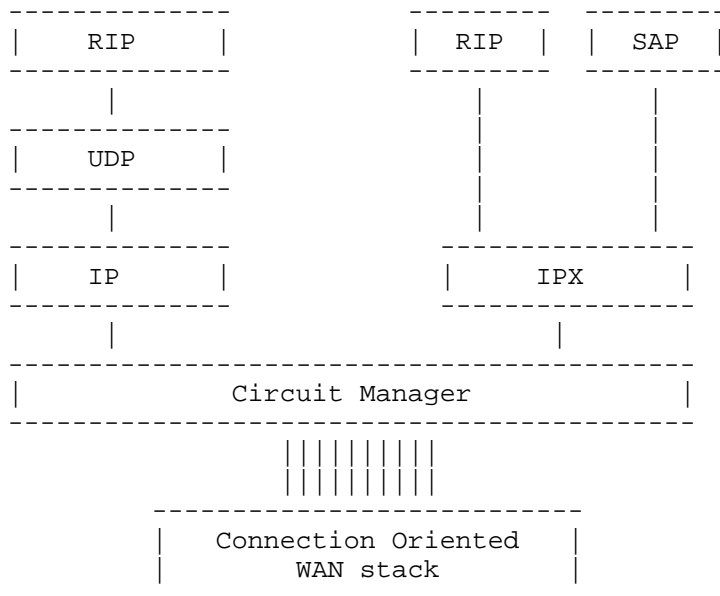 RIP RIP SAP
UDP
IP IPX
Circuit Manager
Connection Oriented
WAN stack